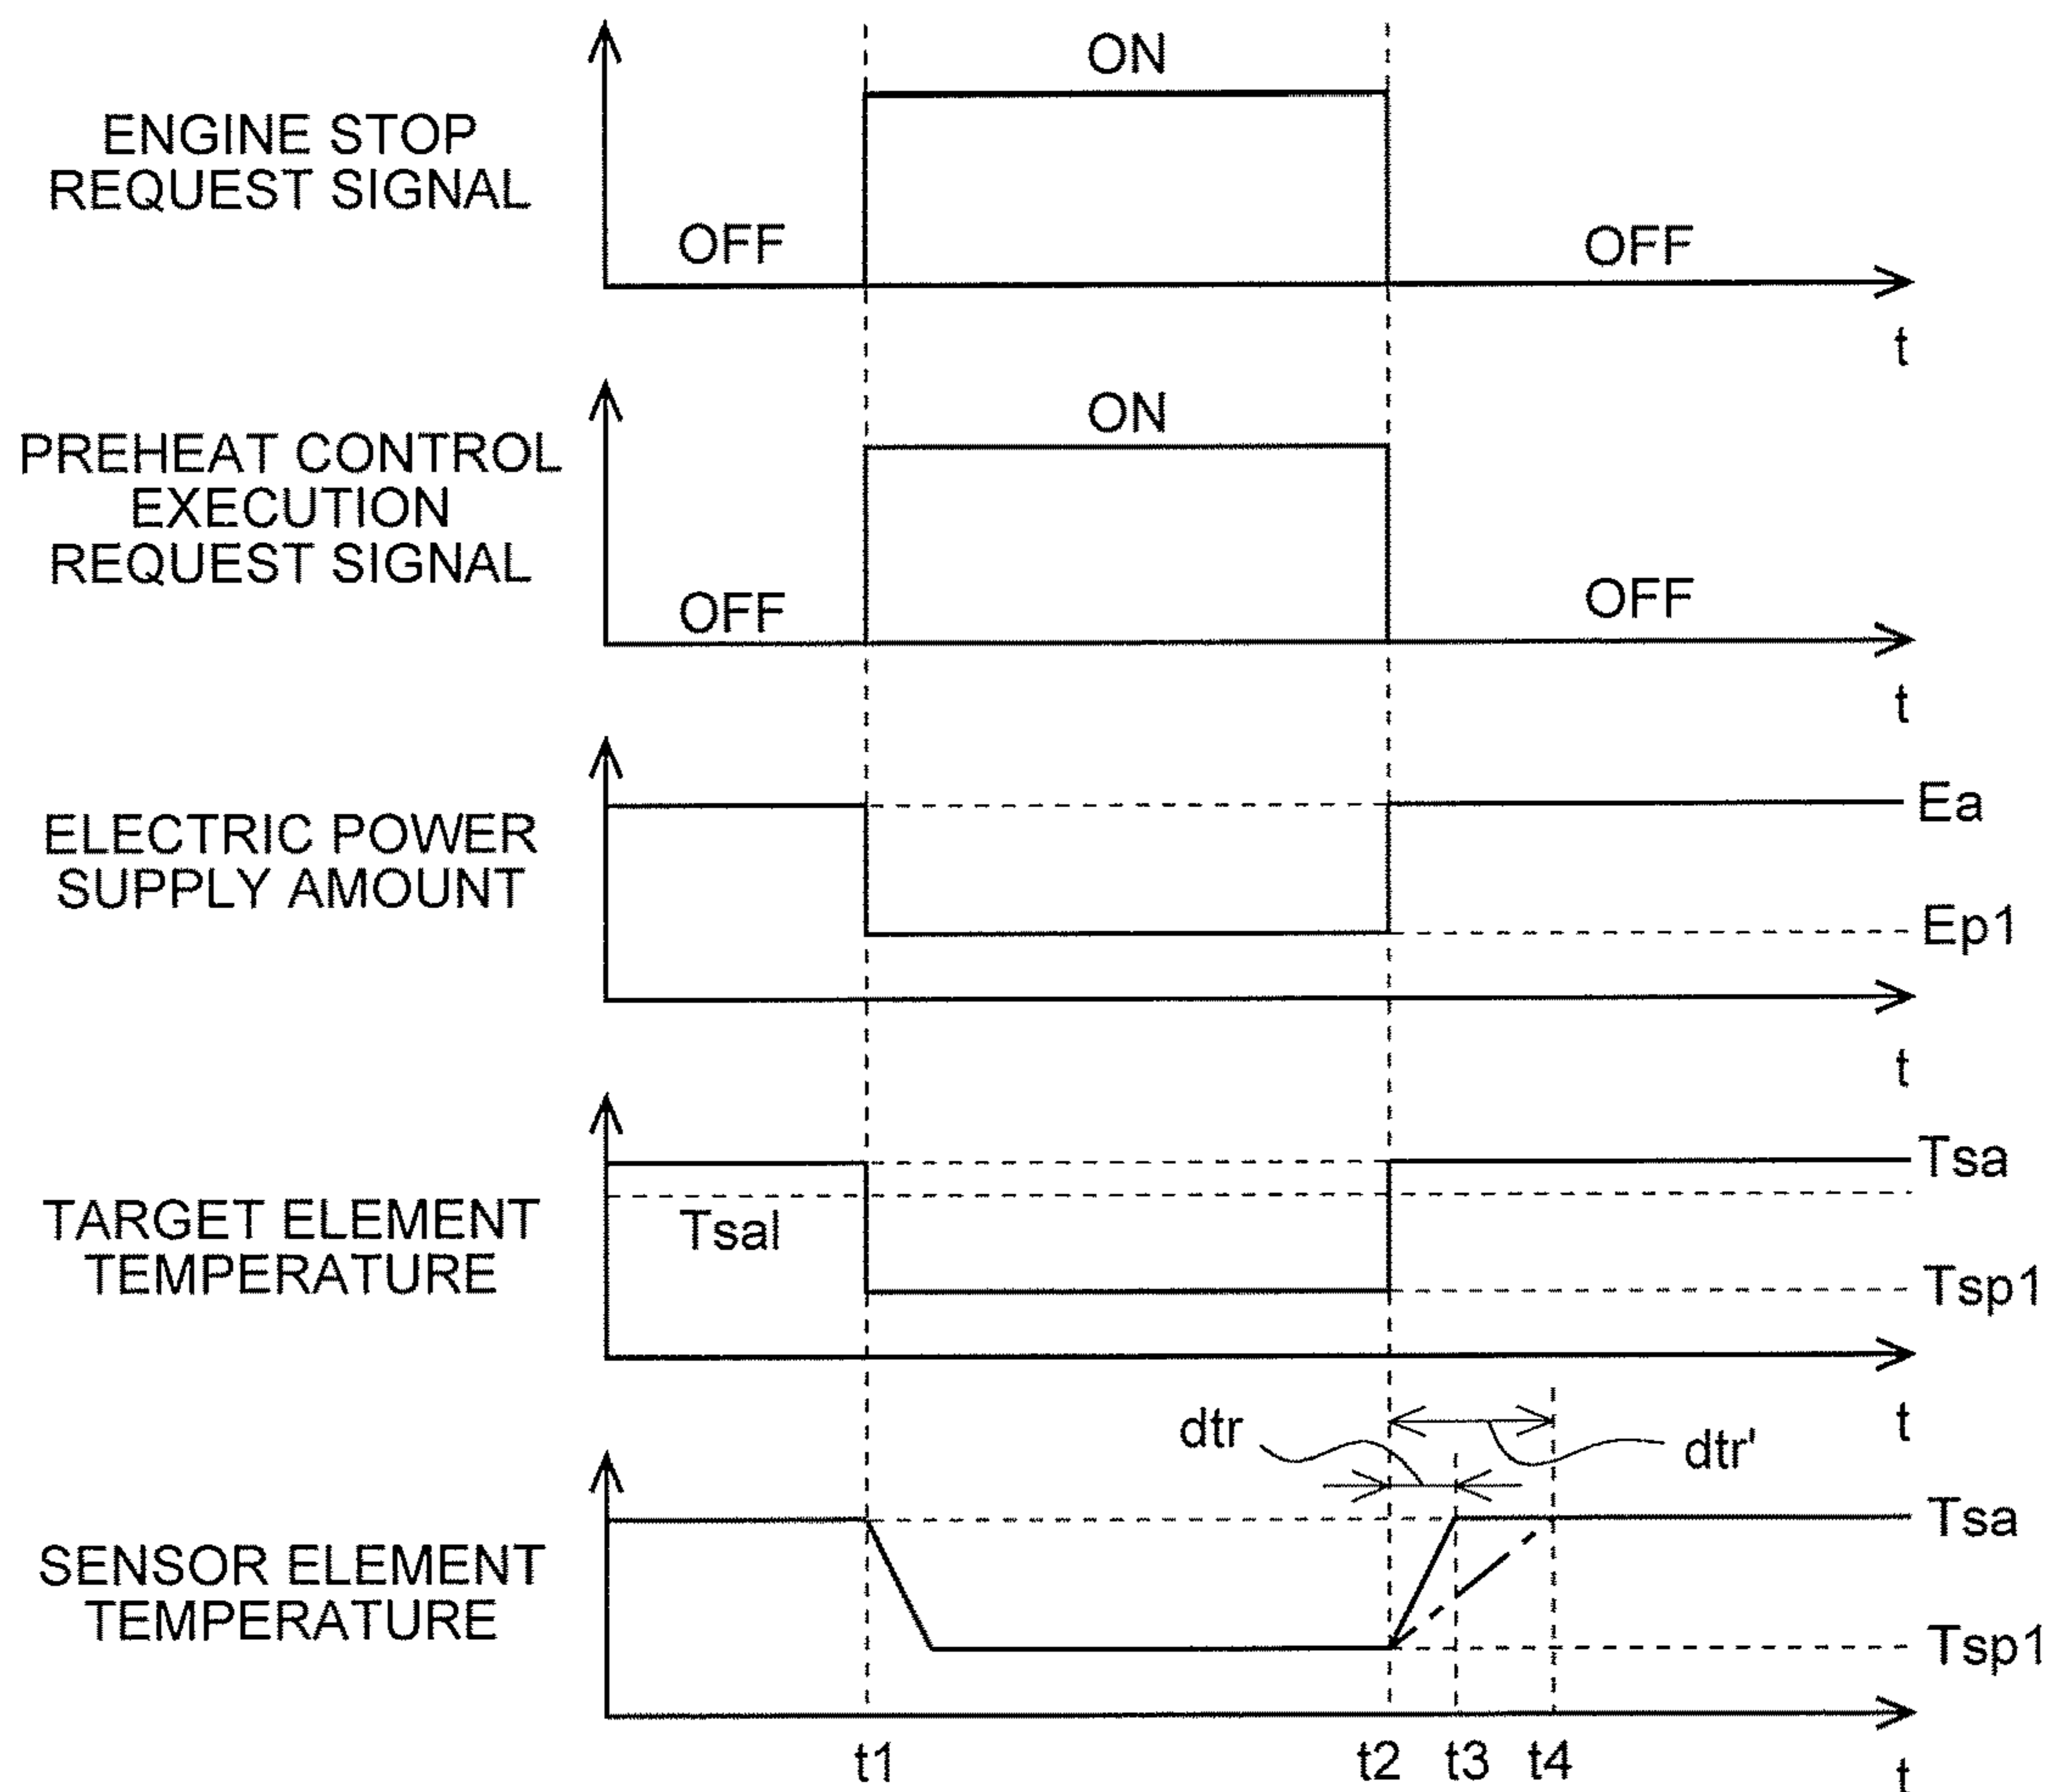 ON
ENGINE STOP
REQUEST SIGNAL
OFF
OFF
t
ON
PREHEAT CONTROL
EXECUTION
REQUEST SIGNAL
OFF
OFF
t
Ea
ELECTRIC POWER
SUPPLY AMOUNT
Ep1
t
Tsa
TARGET ELEMENT
TEMPERATURE
Tsal
Tsp1
t
dtr
dtr'
Tsa
SENSOR ELEMENT
TEMPERATURE
Tsp1
t1
t2
t3
t4
t